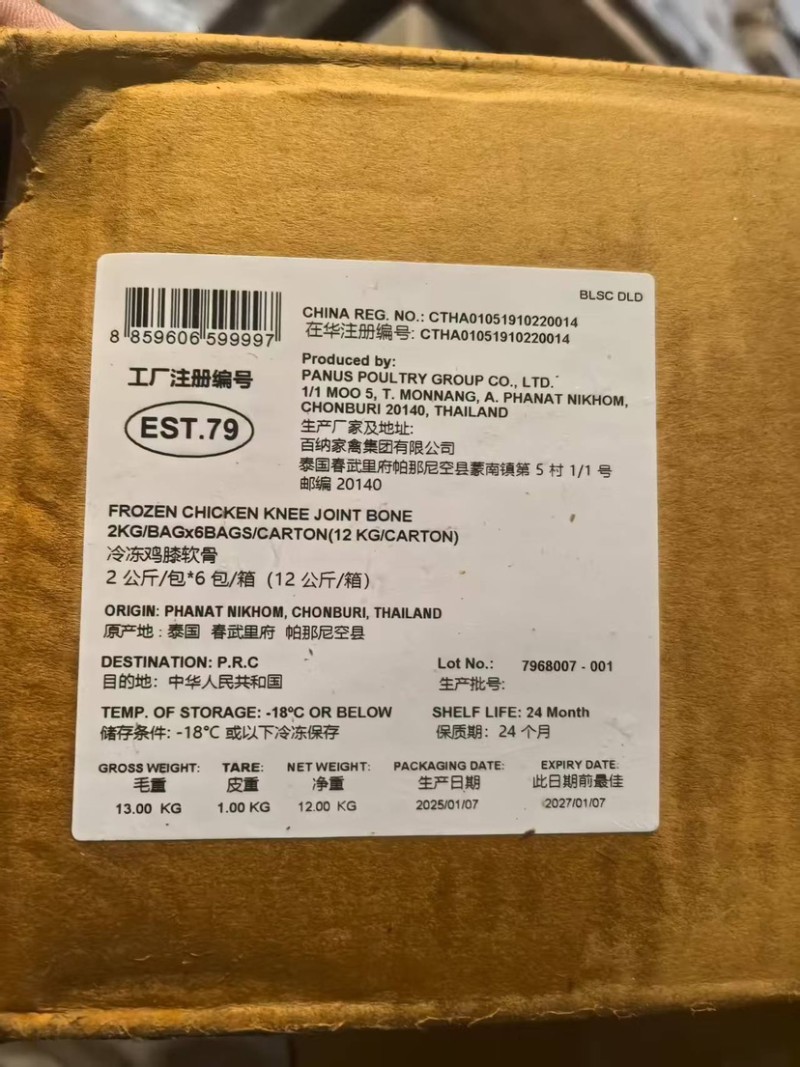 BLSC DLD
8 859606 599997
CHINA REG. NO.: CTHA01051910220014
在华注册编号: CTHA01051910220014
工厂注册编号
EST.79
Produced by:
PANUS POULTRY GROUP CO., LTD.
1/1 MOO 5, T. MONNANG, A. PHANAT NIKHOM,
CHONBURI 20140, THAILAND
生产厂家及地址:
百纳家禽集团有限公司
泰国春武里府帕那尼空县蒙南镇第 5 村 1/1 号
邮编 20140
FROZEN CHICKEN KNEE JOINT BONE
2KG/BAGx6BAGS/CARTON(12 KG/CARTON)
冷冻鸡膝软骨
2 公斤/包*6 包/箱（12 公斤/箱）
ORIGIN: PHANAT NIKHOM, CHONBURI, THAILAND
原产地 : 泰国 春武里府 帕那尼空县
DESTINATION: P.R.C
目的地: 中华人民共和国
Lot No.: 7968007 - 001
生产批号:
TEMP. OF STORAGE: -18ºC OR BELOW
储存条件: -18°C 或以下冷冻保存
SHELF LIFE: 24 Month
保质期: 24 个月
GROSS WEIGHT: TARE: NET WEIGHT: PACKAGING DATE: EXPIRY DATE:
毛重 皮重 净重 生产日期 此日期前最佳
13.00 KG 1.00 KG 12.00 KG 2025/01/07 2027/01/07